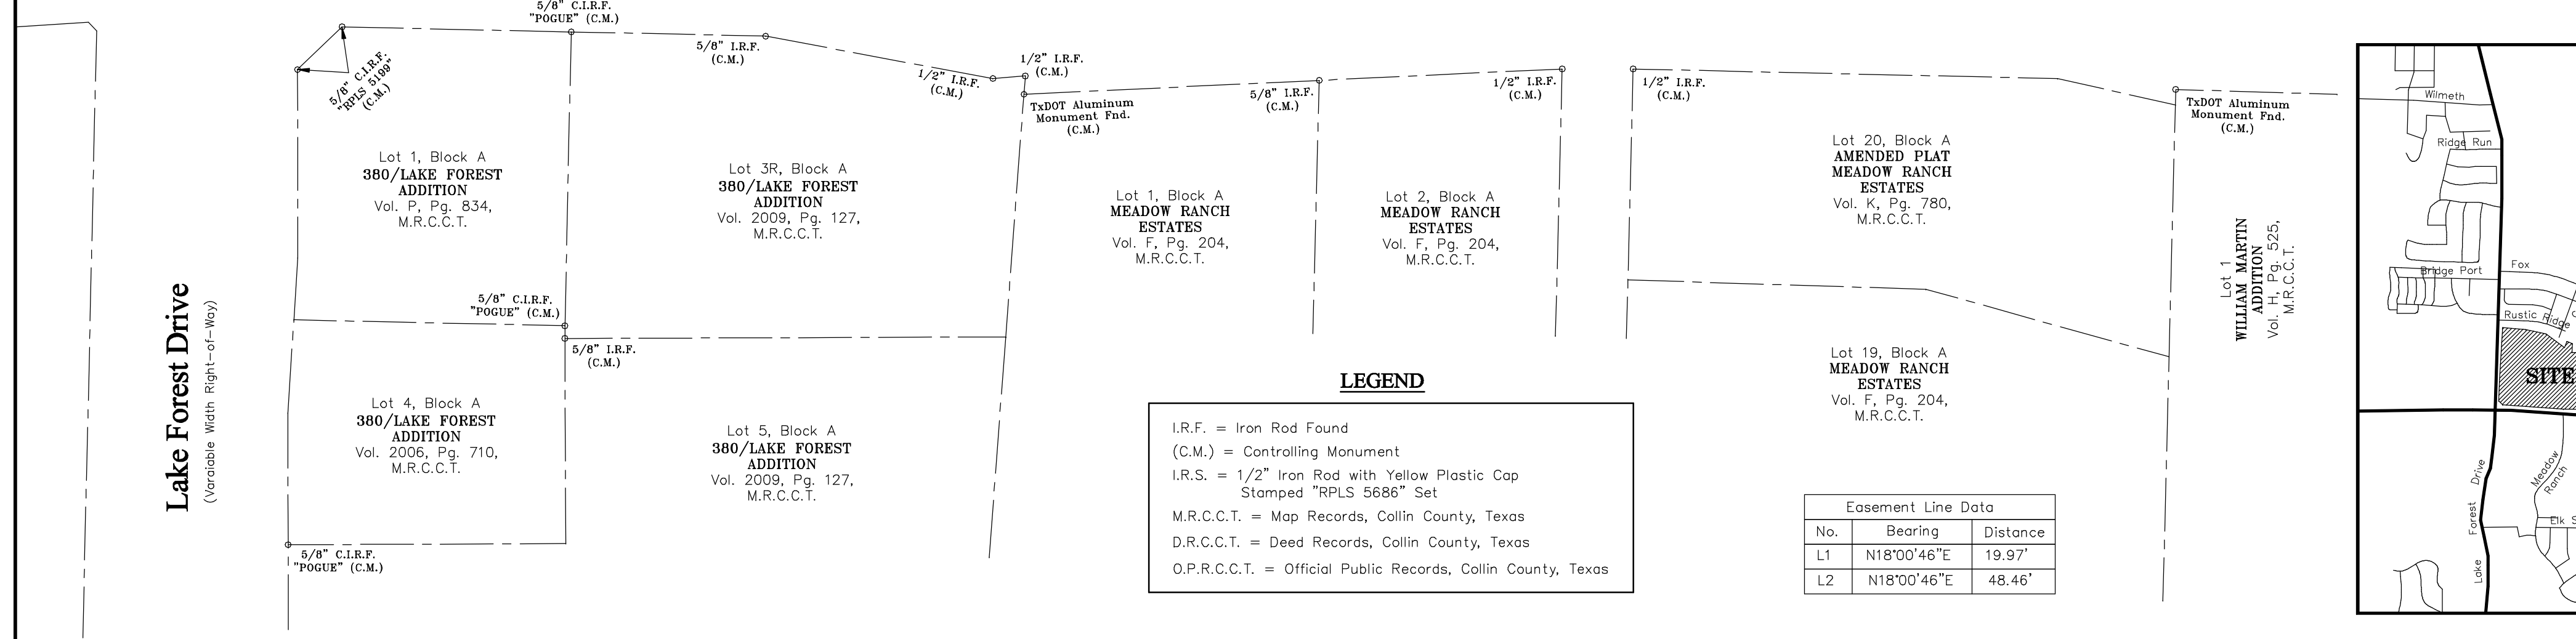 5/8" C.I.R.F.
"POGUE" (C.M.)
5/8" C.I.R.F.
"RPLS 5199"
(C.M.)
5/8" I.R.F.
(C.M.)
1/2" I.R.F.
(C.M.)
1/2" I.R.F.
(C.M.)
TxDOT Aluminum
Monument Fnd.
(C.M.)
5/8" I.R.F.
(C.M.)
1/2" I.R.F.
(C.M.)
1/2" I.R.F.
(C.M.)
TxDOT Aluminum
Monument Fnd.
(C.M.)
Lot 1, Block A
380/LAKE FOREST
ADDITION
Vol. P, Pg. 834,
M.R.C.C.T.
Lot 3R, Block A
380/LAKE FOREST
ADDITION
Vol. 2009, Pg. 127,
M.R.C.C.T.
Lot 1, Block A
MEADOW RANCH
ESTATES
Vol. F, Pg. 204,
M.R.C.C.T.
Lot 2, Block A
MEADOW RANCH
ESTATES
Vol. F, Pg. 204,
M.R.C.C.T.
Lot 20, Block A
AMENDED PLAT
MEADOW RANCH
ESTATES
Vol. K, Pg. 780,
M.R.C.C.T.
Lot 1
WILLIAM MARTIN
ADDITION
Vol. H, Pg. 525,
M.R.C.C.T.
Lake Forest Drive
(Varaiable Width Right-of-Way)
5/8" C.I.R.F.
"POGUE" (C.M.)
5/8" I.R.F.
(C.M.)
Lot 4, Block A
380/LAKE FOREST
ADDITION
Vol. 2006, Pg. 710,
M.R.C.C.T.
Lot 5, Block A
380/LAKE FOREST
ADDITION
Vol. 2009, Pg. 127,
M.R.C.C.T.
5/8" C.I.R.F.
"POGUE" (C.M.)
Lot 19, Block A
MEADOW RANCH
ESTATES
Vol. F, Pg. 204,
M.R.C.C.T.
LEGEND
I.R.F. = Iron Rod Found
(C.M.) = Controlling Monument
I.R.S. = 1/2" Iron Rod with Yellow Plastic Cap
Stamped "RPLS 5686" Set
M.R.C.C.T. = Map Records, Collin County, Texas
D.R.C.C.T. = Deed Records, Collin County, Texas
O.P.R.C.C.T. = Official Public Records, Collin County, Texas
Easement Line Data
No. Bearing Distance
L1 N18°00'46"E 19.97'
L2 N18°00'46"E 48.46'
Wilmeth
Ridge Run
Bridge Port
Fox
Rustic Ridge
SITE
Meadow
Ranch
Elk
Lake Forest Drive